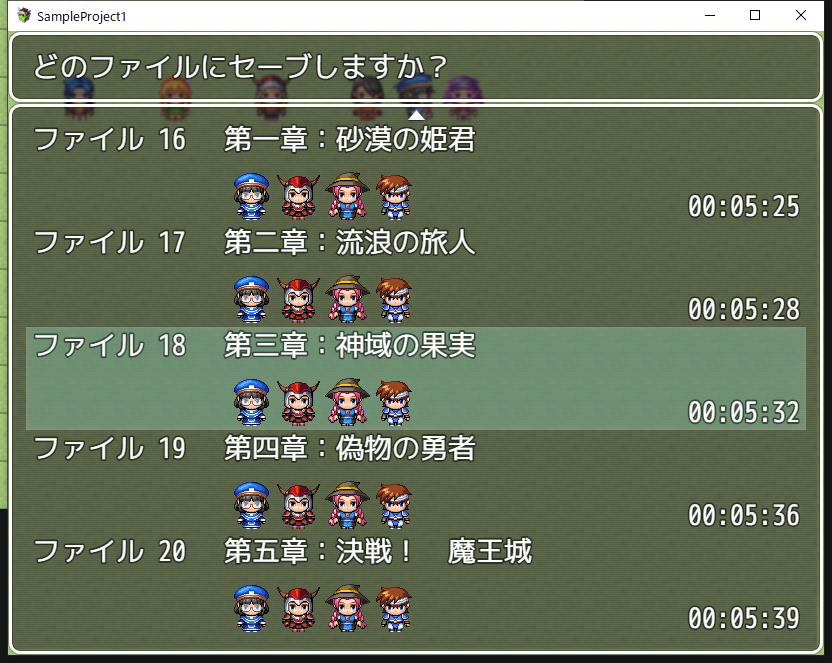 SampleProject1
どのファイルにセーブしますか？
ファイル 16 第一章：砂漠の姫君
00:05:25
ファイル 17 第二章：流浪の旅人
00:05:28
ファイル 18 第三章：神域の果実
00:05:32
ファイル 19 第四章：偽物の勇者
00:05:36
ファイル 20 第五章：決戦！　魔王城
00:05:39